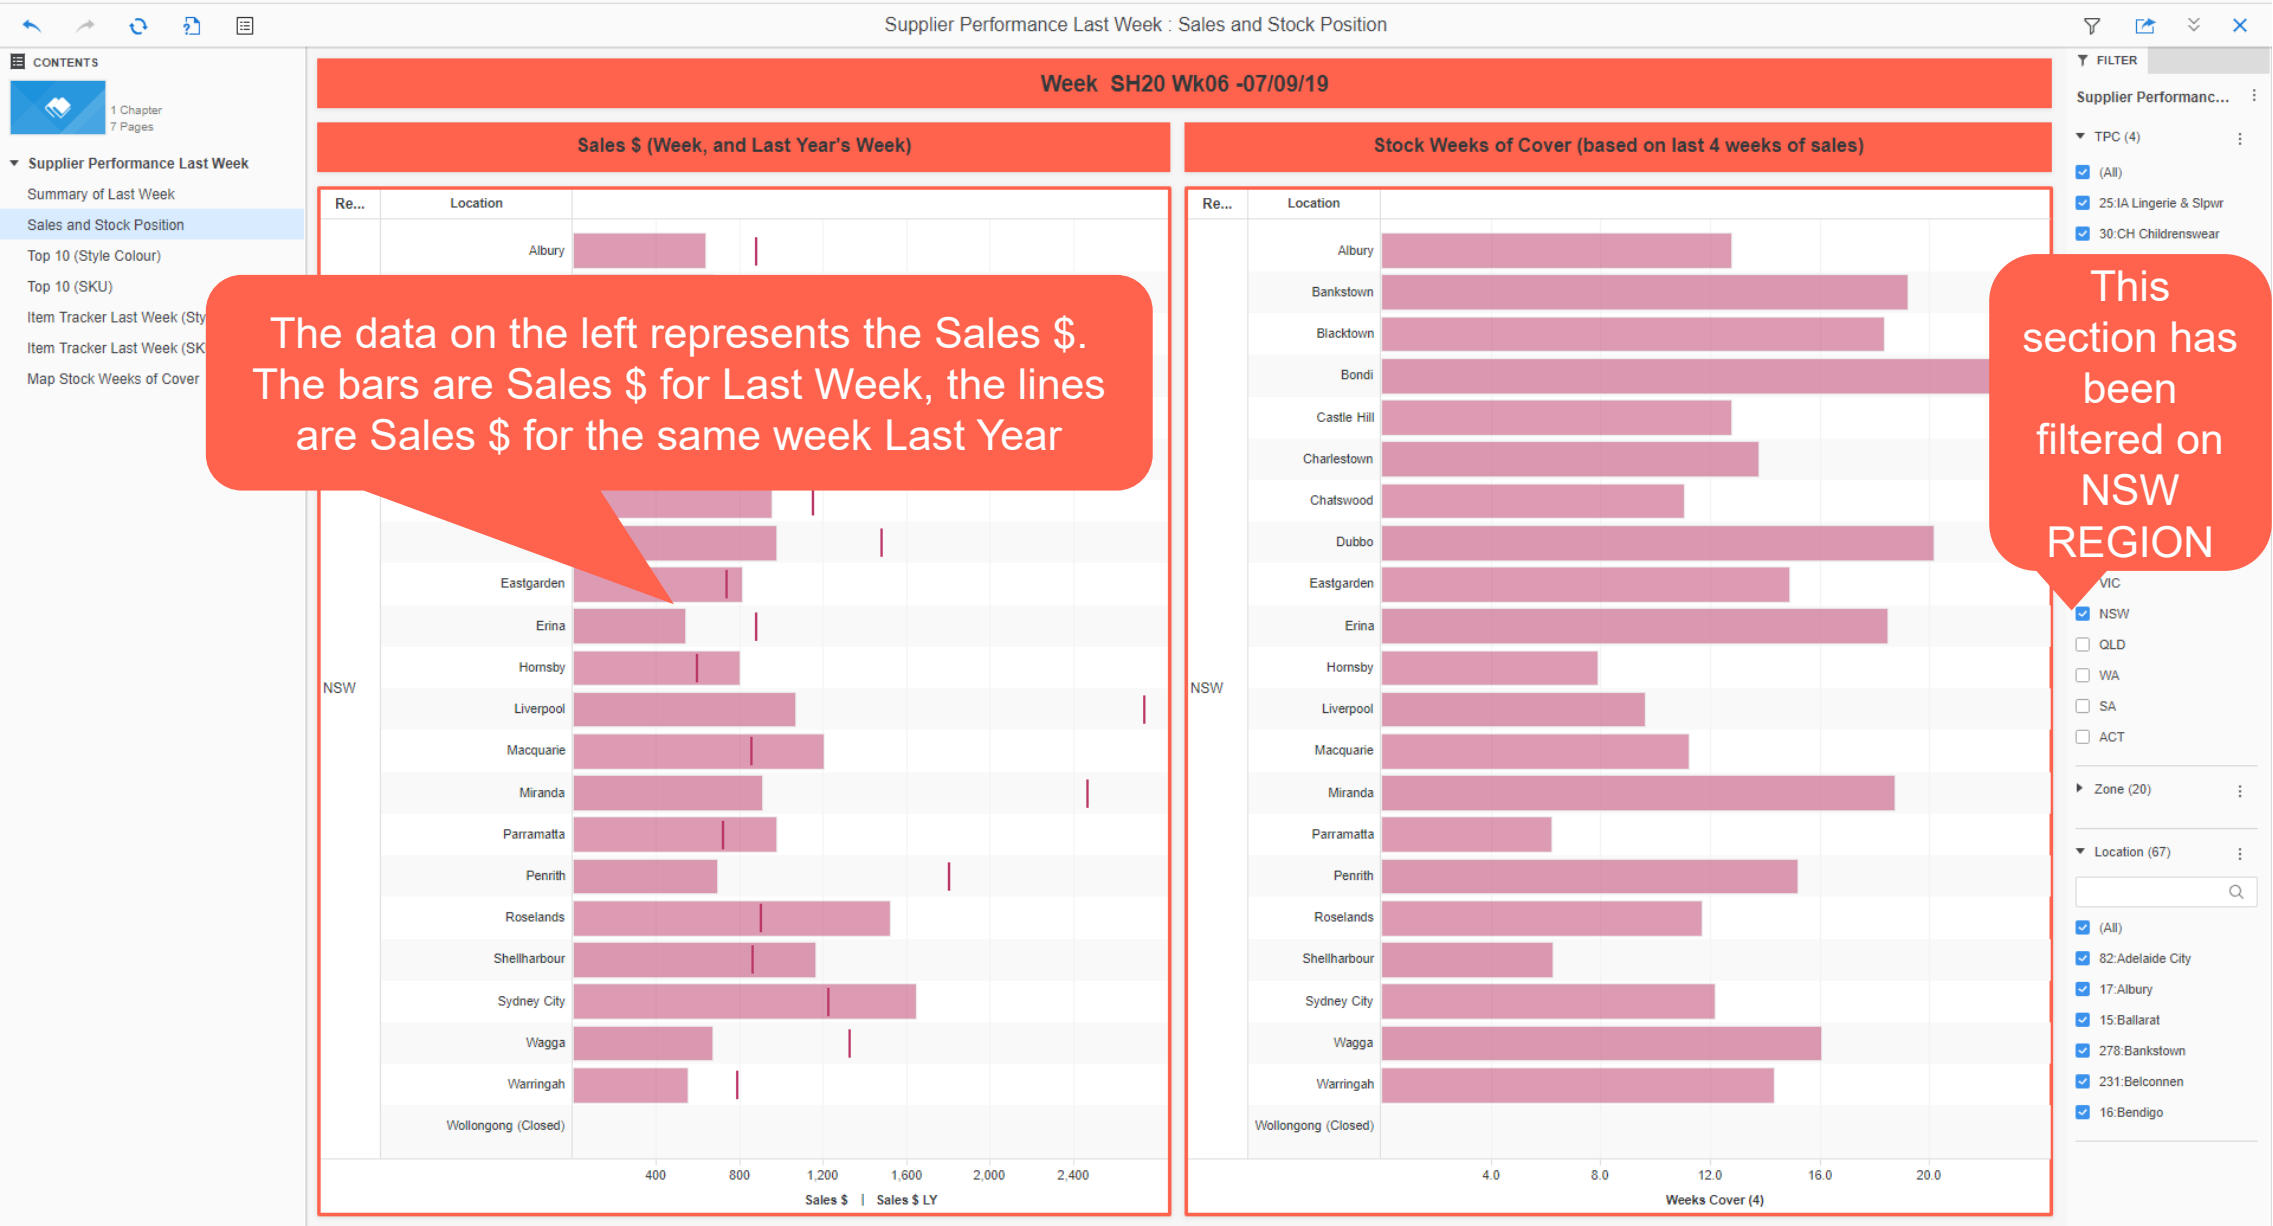 Supplier Performance Last Week : Sales and Stock Position
CONTENTS
1 Chapter
7 Pages
Supplier Performance Last Week
Summary of Last Week
Sales and Stock Position
Top 10 (Style Colour)
Top 10 (SKU)
Item Tracker Last Week (Sty
Item Tracker Last Week (SK
Map Stock Weeks of Cover
Week SH20 Wk06 -07/09/19
Sales $ (Week, and Last Year's Week)
Re... Location
Albury
The data on the left represents the Sales $.
The bars are Sales $ for Last Week, the lines
are Sales $ for the same week Last Year
NSW
Eastgarden
Erina
Hornsby
Liverpool
Macquarie
Miranda
Parramatta
Penrith
Roselands
Shellharbour
Sydney City
Wagga
Warringah
Wollongong (Closed)
400 800 1,200 1,600 2,000 2,400
Sales $ | Sales $ LY
Stock Weeks of Cover (based on last 4 weeks of sales)
Re... Location
NSW
Albury
Bankstown
Blacktown
Bondi
Castle Hill
Charlestown
Chatswood
Dubbo
Eastgarden
Erina
Hornsby
Liverpool
Macquarie
Miranda
Parramatta
Penrith
Roselands
Shellharbour
Sydney City
Wagga
Warringah
Wollongong (Closed)
4.0 8.0 12.0 16.0 20.0
Weeks Cover (4)
FILTER
Supplier Performanc...
TPC (4)
(All)
25:IA Lingerie & Slpwr
30:CH Childrenswear
This
section has
been
filtered on
NSW
REGION
VIC
NSW
QLD
WA
SA
ACT
Zone (20)
Location (67)
(All)
82:Adelaide City
17:Albury
15:Ballarat
278:Bankstown
231:Belconnen
16:Bendigo